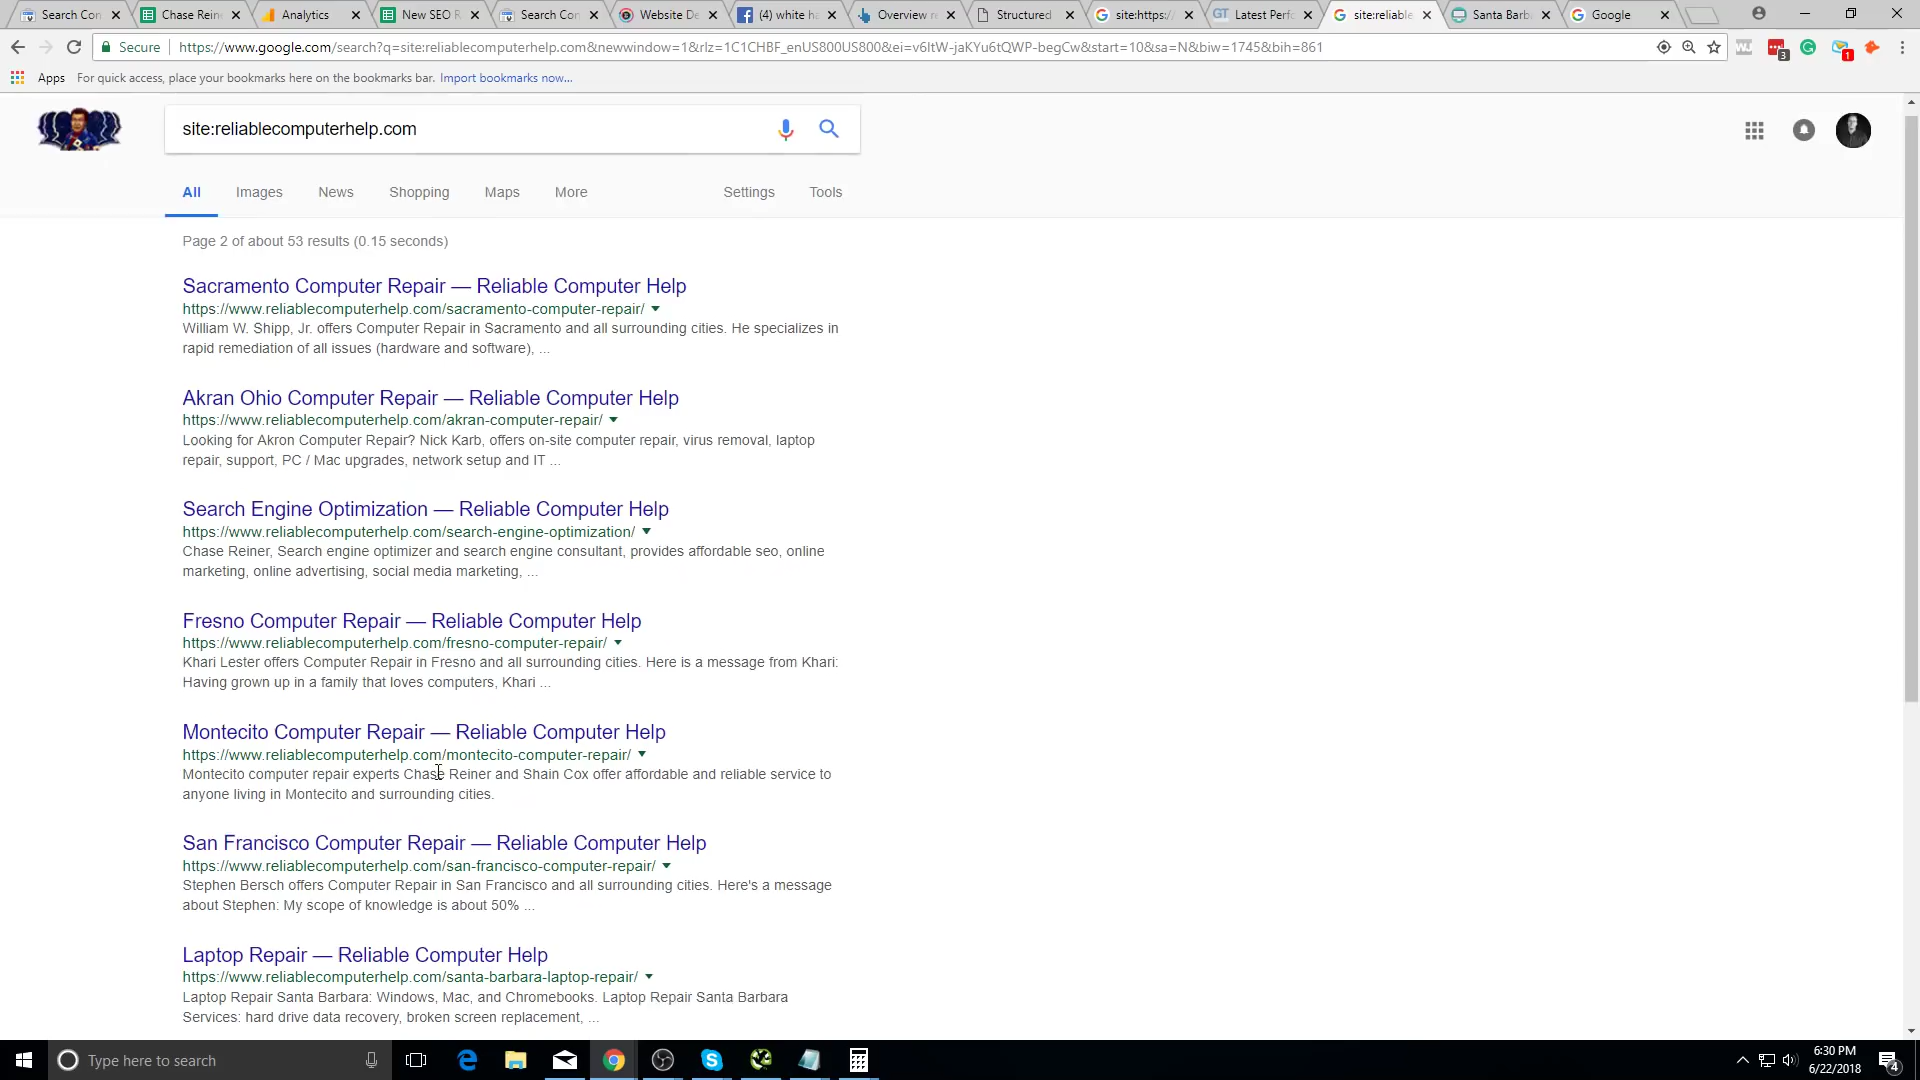 Search Con
Chase Rein
Analytics
New SEO R
Search Con
Website De
(4) white ha
Overview re
Structured
site:https:/
GT Latest Perfo
site:reliable
Santa Barb
Google
Secure https://www.google.com/search?q=site:reliablecomputerhelp.com&newwindow=1&rlz=1C1CHBF_enUS800US800&ei=v6ltW-jaKYu6tQWP-begCw&start=10&sa=N&biw=1745&bih=861
3
1
Apps For quick access, place your bookmarks here on the bookmarks bar. Import bookmarks now...
site:reliablecomputerhelp.com
All Images News Shopping Maps More Settings Tools
Page 2 of about 53 results (0.15 seconds)
Sacramento Computer Repair — Reliable Computer Help
https://www.reliablecomputerhelp.com/sacramento-computer-repair/
William W. Shipp, Jr. offers Computer Repair in Sacramento and all surrounding cities. He specializes in
rapid remediation of all issues (hardware and software), ...
Akran Ohio Computer Repair — Reliable Computer Help
https://www.reliablecomputerhelp.com/akran-computer-repair/
Looking for Akron Computer Repair? Nick Karb, offers on-site computer repair, virus removal, laptop
repair, support, PC / Mac upgrades, network setup and IT ...
Search Engine Optimization — Reliable Computer Help
https://www.reliablecomputerhelp.com/search-engine-optimization/
Chase Reiner, Search engine optimizer and search engine consultant, provides affordable seo, online
marketing, online advertising, social media marketing, ...
Fresno Computer Repair — Reliable Computer Help
https://www.reliablecomputerhelp.com/fresno-computer-repair/
Khari Lester offers Computer Repair in Fresno and all surrounding cities. Here is a message from Khari:
Having grown up in a family that loves computers, Khari ...
Montecito Computer Repair — Reliable Computer Help
https://www.reliablecomputerhelp.com/montecito-computer-repair/
Montecito computer repair experts Chase Reiner and Shain Cox offer affordable and reliable service to
anyone living in Montecito and surrounding cities.
San Francisco Computer Repair — Reliable Computer Help
https://www.reliablecomputerhelp.com/san-francisco-computer-repair/
Stephen Bersch offers Computer Repair in San Francisco and all surrounding cities. Here's a message
about Stephen: My scope of knowledge is about 50% ...
Laptop Repair — Reliable Computer Help
https://www.reliablecomputerhelp.com/santa-barbara-laptop-repair/
Laptop Repair Santa Barbara: Windows, Mac, and Chromebooks. Laptop Repair Santa Barbara
Services: hard drive data recovery, broken screen replacement, ...
Type here to search
6:30 PM
6/22/2018
4